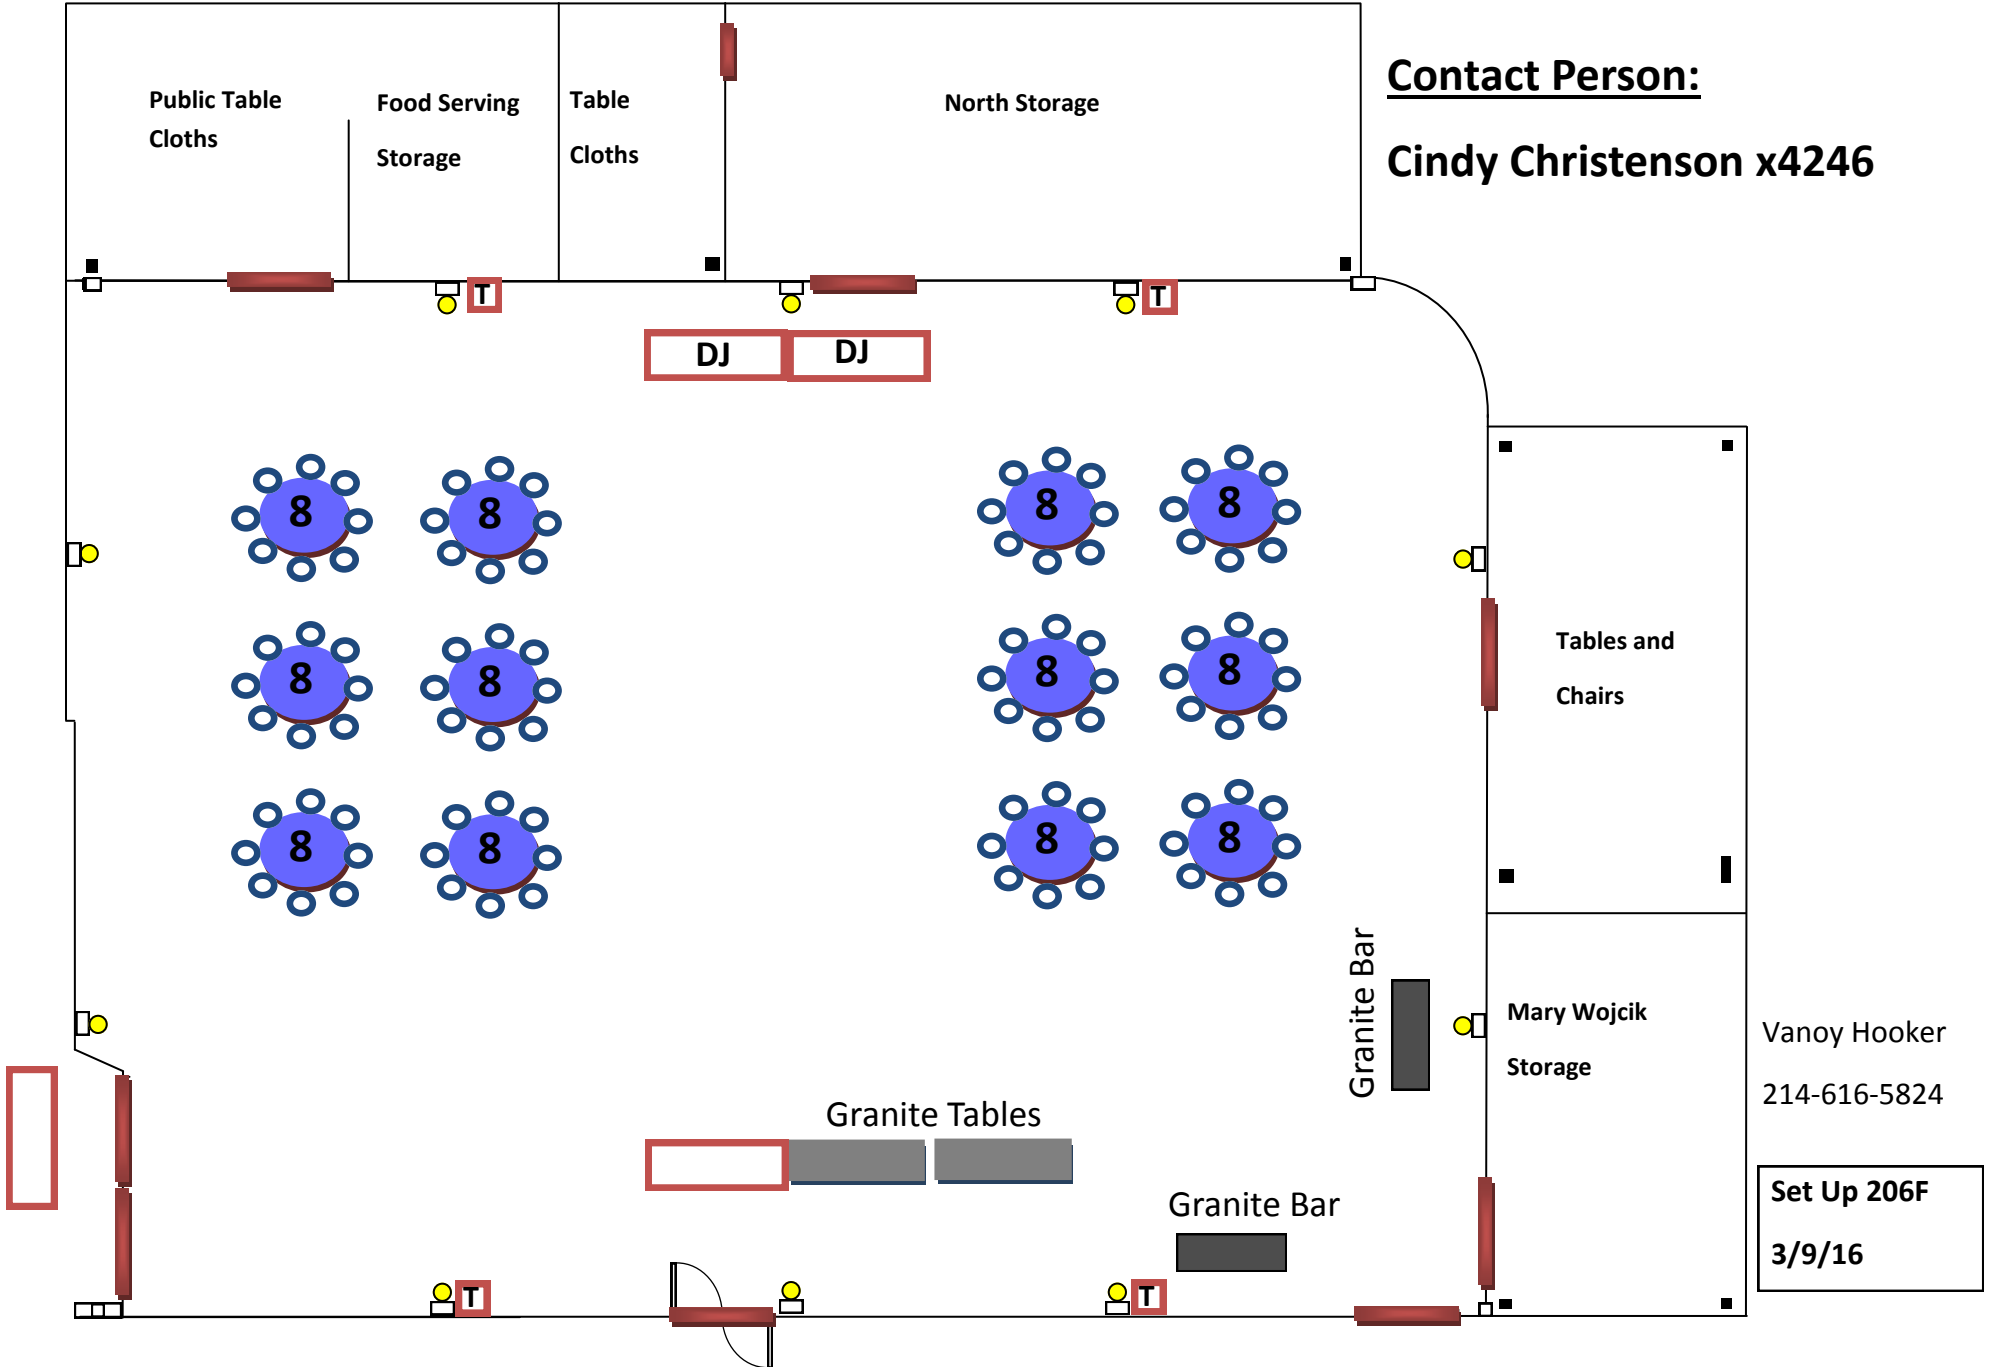 Contact Person:
Cindy Christenson x4246
Public Table
Cloths
Food Serving
Storage
Table
Cloths
North Storage
T
T
DJ
DJ
8
8
8
8
8
8
8
8
8
8
8
8
Tables and
Chairs
Granite Bar
Mary Wojcik
Storage
Vanoy Hooker
214-616-5824
Granite Tables
Granite Bar
Set Up 206F
3/9/16
T
T